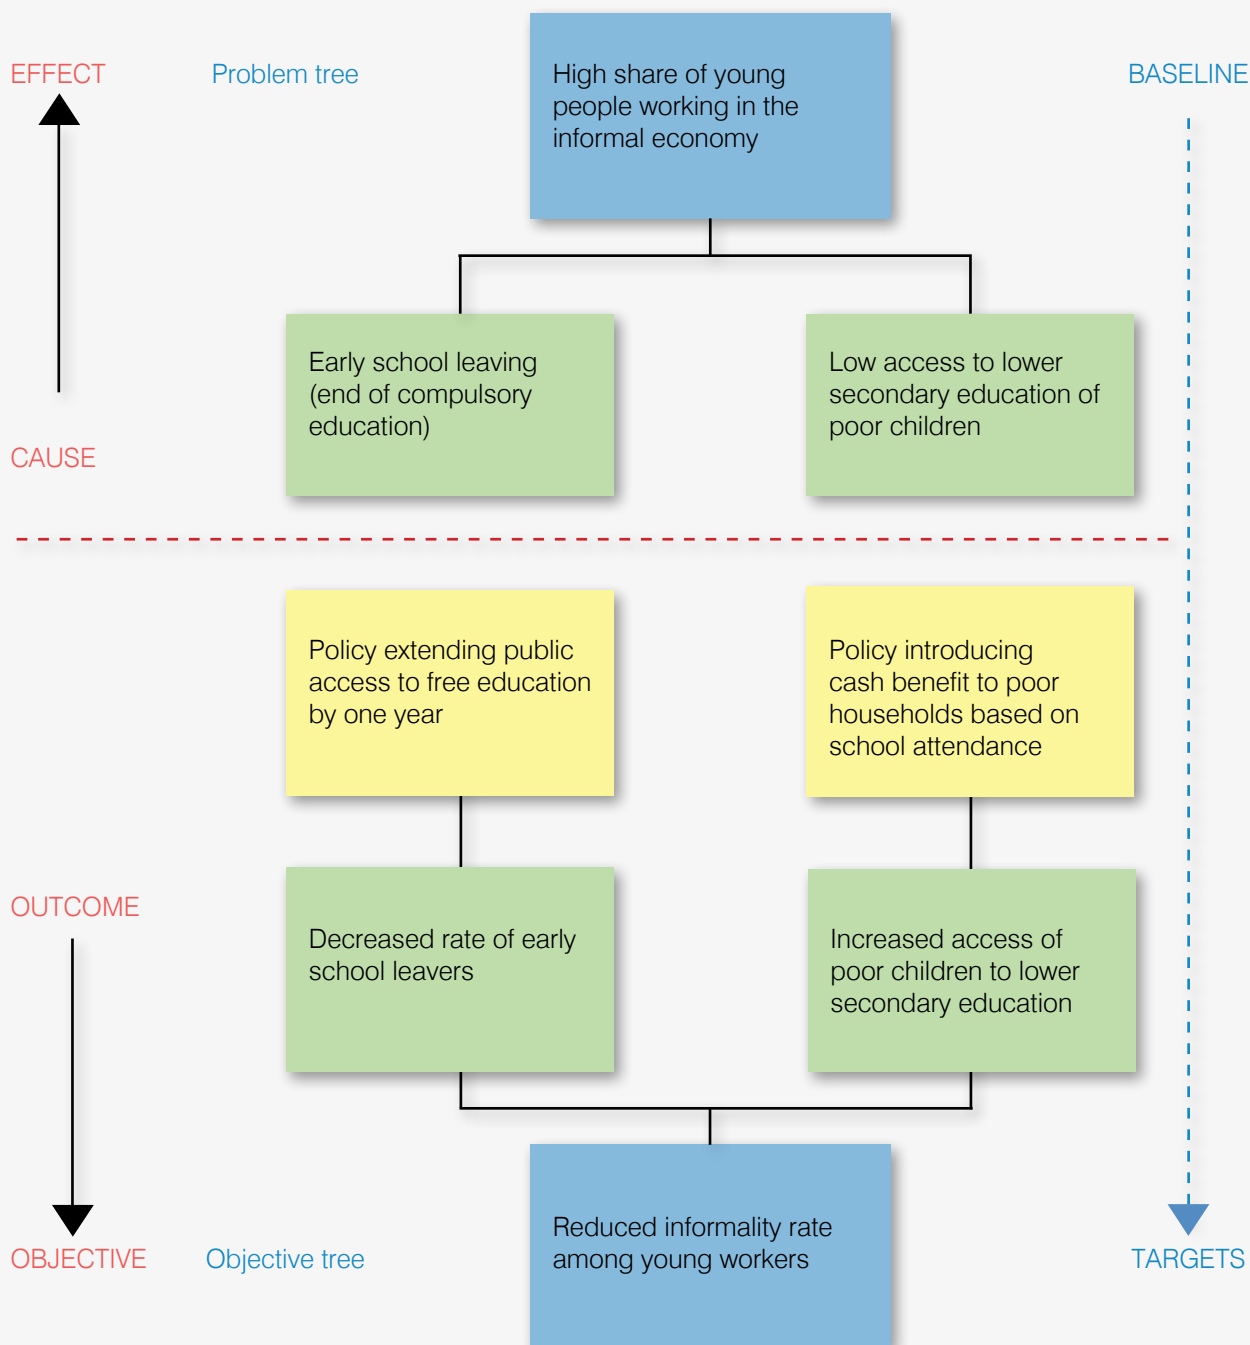 EFFECT
Problem tree
High share of young
people working in the
informal economy
BASELINE
Early school leaving
(end of compulsory
education)
Low access to lower
secondary education of
poor children
CAUSE
Policy extending public
access to free education
by one year
Policy introducing
cash benefit to poor
households based on
school attendance
OUTCOME
Decreased rate of early
school leavers
Increased access of
poor children to lower
secondary education
OBJECTIVE
Objective tree
Reduced informality rate
among young workers
TARGETS